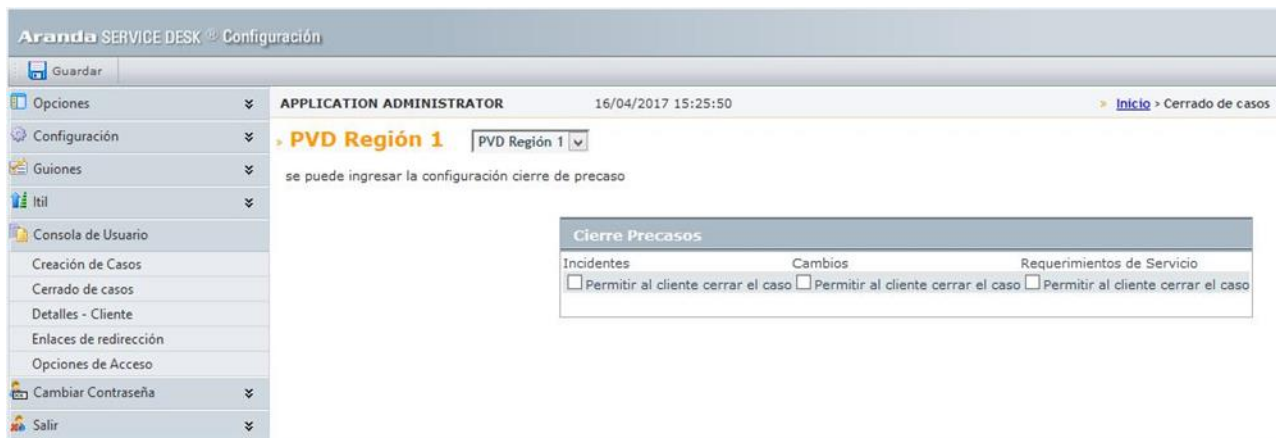 Aranda SERVICE DESK ® Configuración
Guardar
Opciones
Configuración
Guiones
Itil
Consola de Usuario
Creación de Casos
Cerrado de casos
Detalles - Cliente
Enlaces de redirección
Opciones de Acceso
Cambiar Contraseña
Salir
APPLICATION ADMINISTRATOR 16/04/2017 15:25:50 » Inicio > Cerrado de casos
» PVD Región 1 PVD Región 1
se puede ingresar la configuración cierre de precaso
Cierre Precasos
Incidentes Cambios Requerimientos de Servicio
Permitir al cliente cerrar el caso Permitir al cliente cerrar el caso Permitir al cliente cerrar el caso